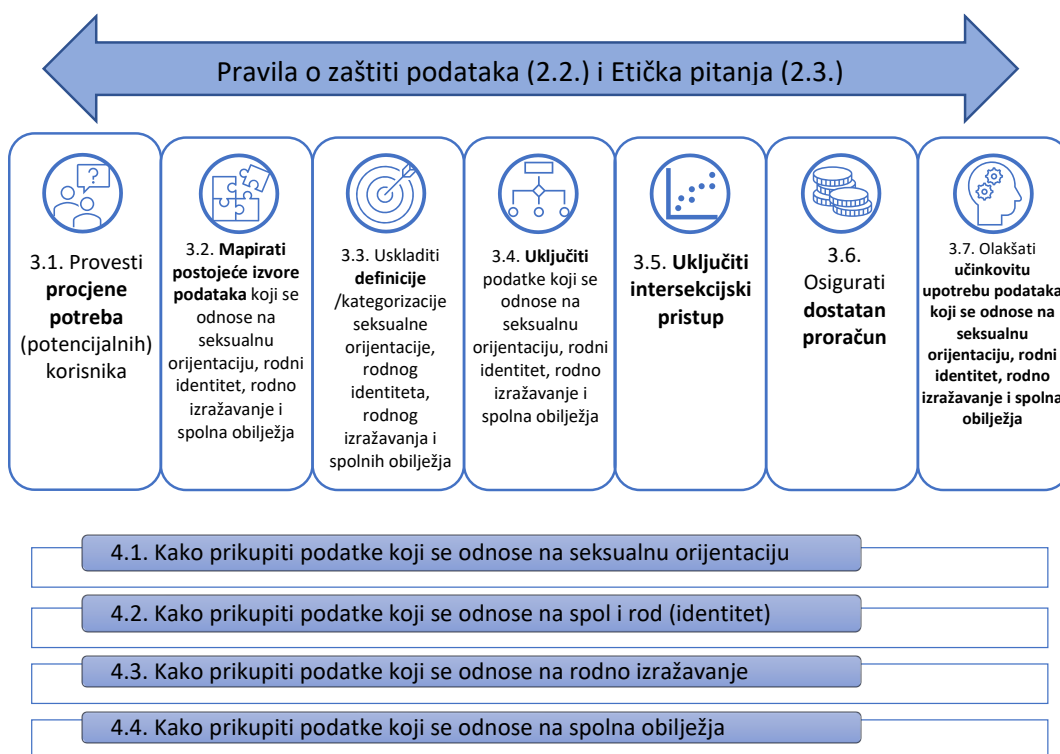 Pravila o zaštiti podataka (2.2.) i Etička pitanja (2.3.)
?
3.1. Provesti
procjene
potreba
(potencijalnih)
korisnika
3.2. Mapirati
postojeće izvore
podataka koji se
odnose na
seksualnu
orijentaciju, rodni
identitet, rodno
izražavanje i
spolna obilježja
3.3. Uskladiti
definicije
/kategorizacije
seksualne
orijentacije,
rodnog
identiteta,
rodnog
izražavanja i
spolnih obilježja
3.4. Uključiti
podatke koji se
odnose na
seksualnu
orijentaciju, rodni
identitet, rodno
izražavanje i
spolna obilježja
3.5. Uključiti
intersekcijski
pristup
3.6.
Osigurati
dostatan
proračun
3.7. Olakšati
učinkovitu
upotrebu podataka
koji se odnose na
seksualnu
orijentaciju, rodni
identitet, rodno
izražavanje i spolna
obilježja
4.1. Kako prikupiti podatke koji se odnose na seksualnu orijentaciju
4.2. Kako prikupiti podatke koji se odnose na spol i rod (identitet)
4.3. Kako prikupiti podatke koji se odnose na rodno izražavanje
4.4. Kako prikupiti podatke koji se odnose na spolna obilježja